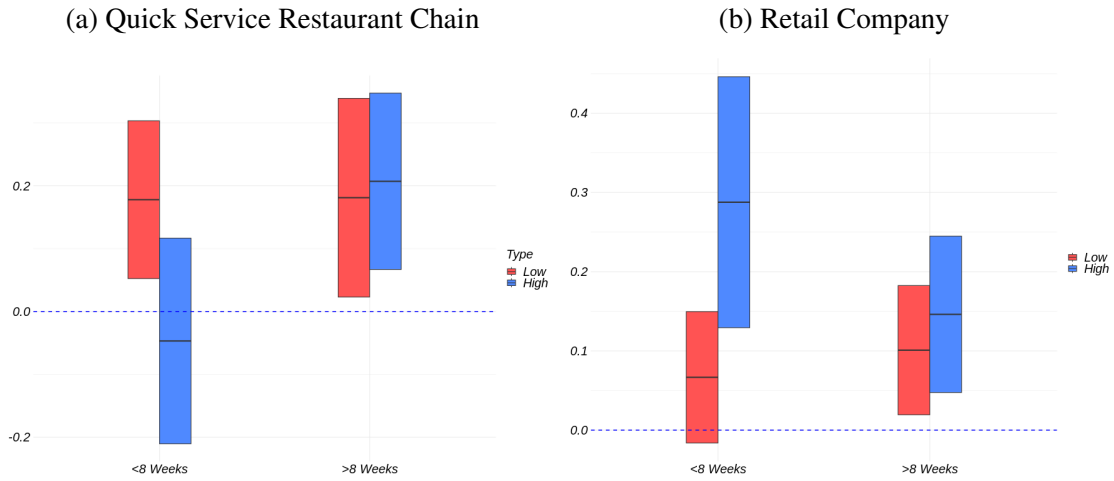 (a) Quick Service Restaurant Chain
0.2
0.0
-0.2
<8 Weeks
>8 Weeks
Type
Low
High
(b) Retail Company
0.4
0.3
0.2
0.1
0.0
<8 Weeks
>8 Weeks
Low
High